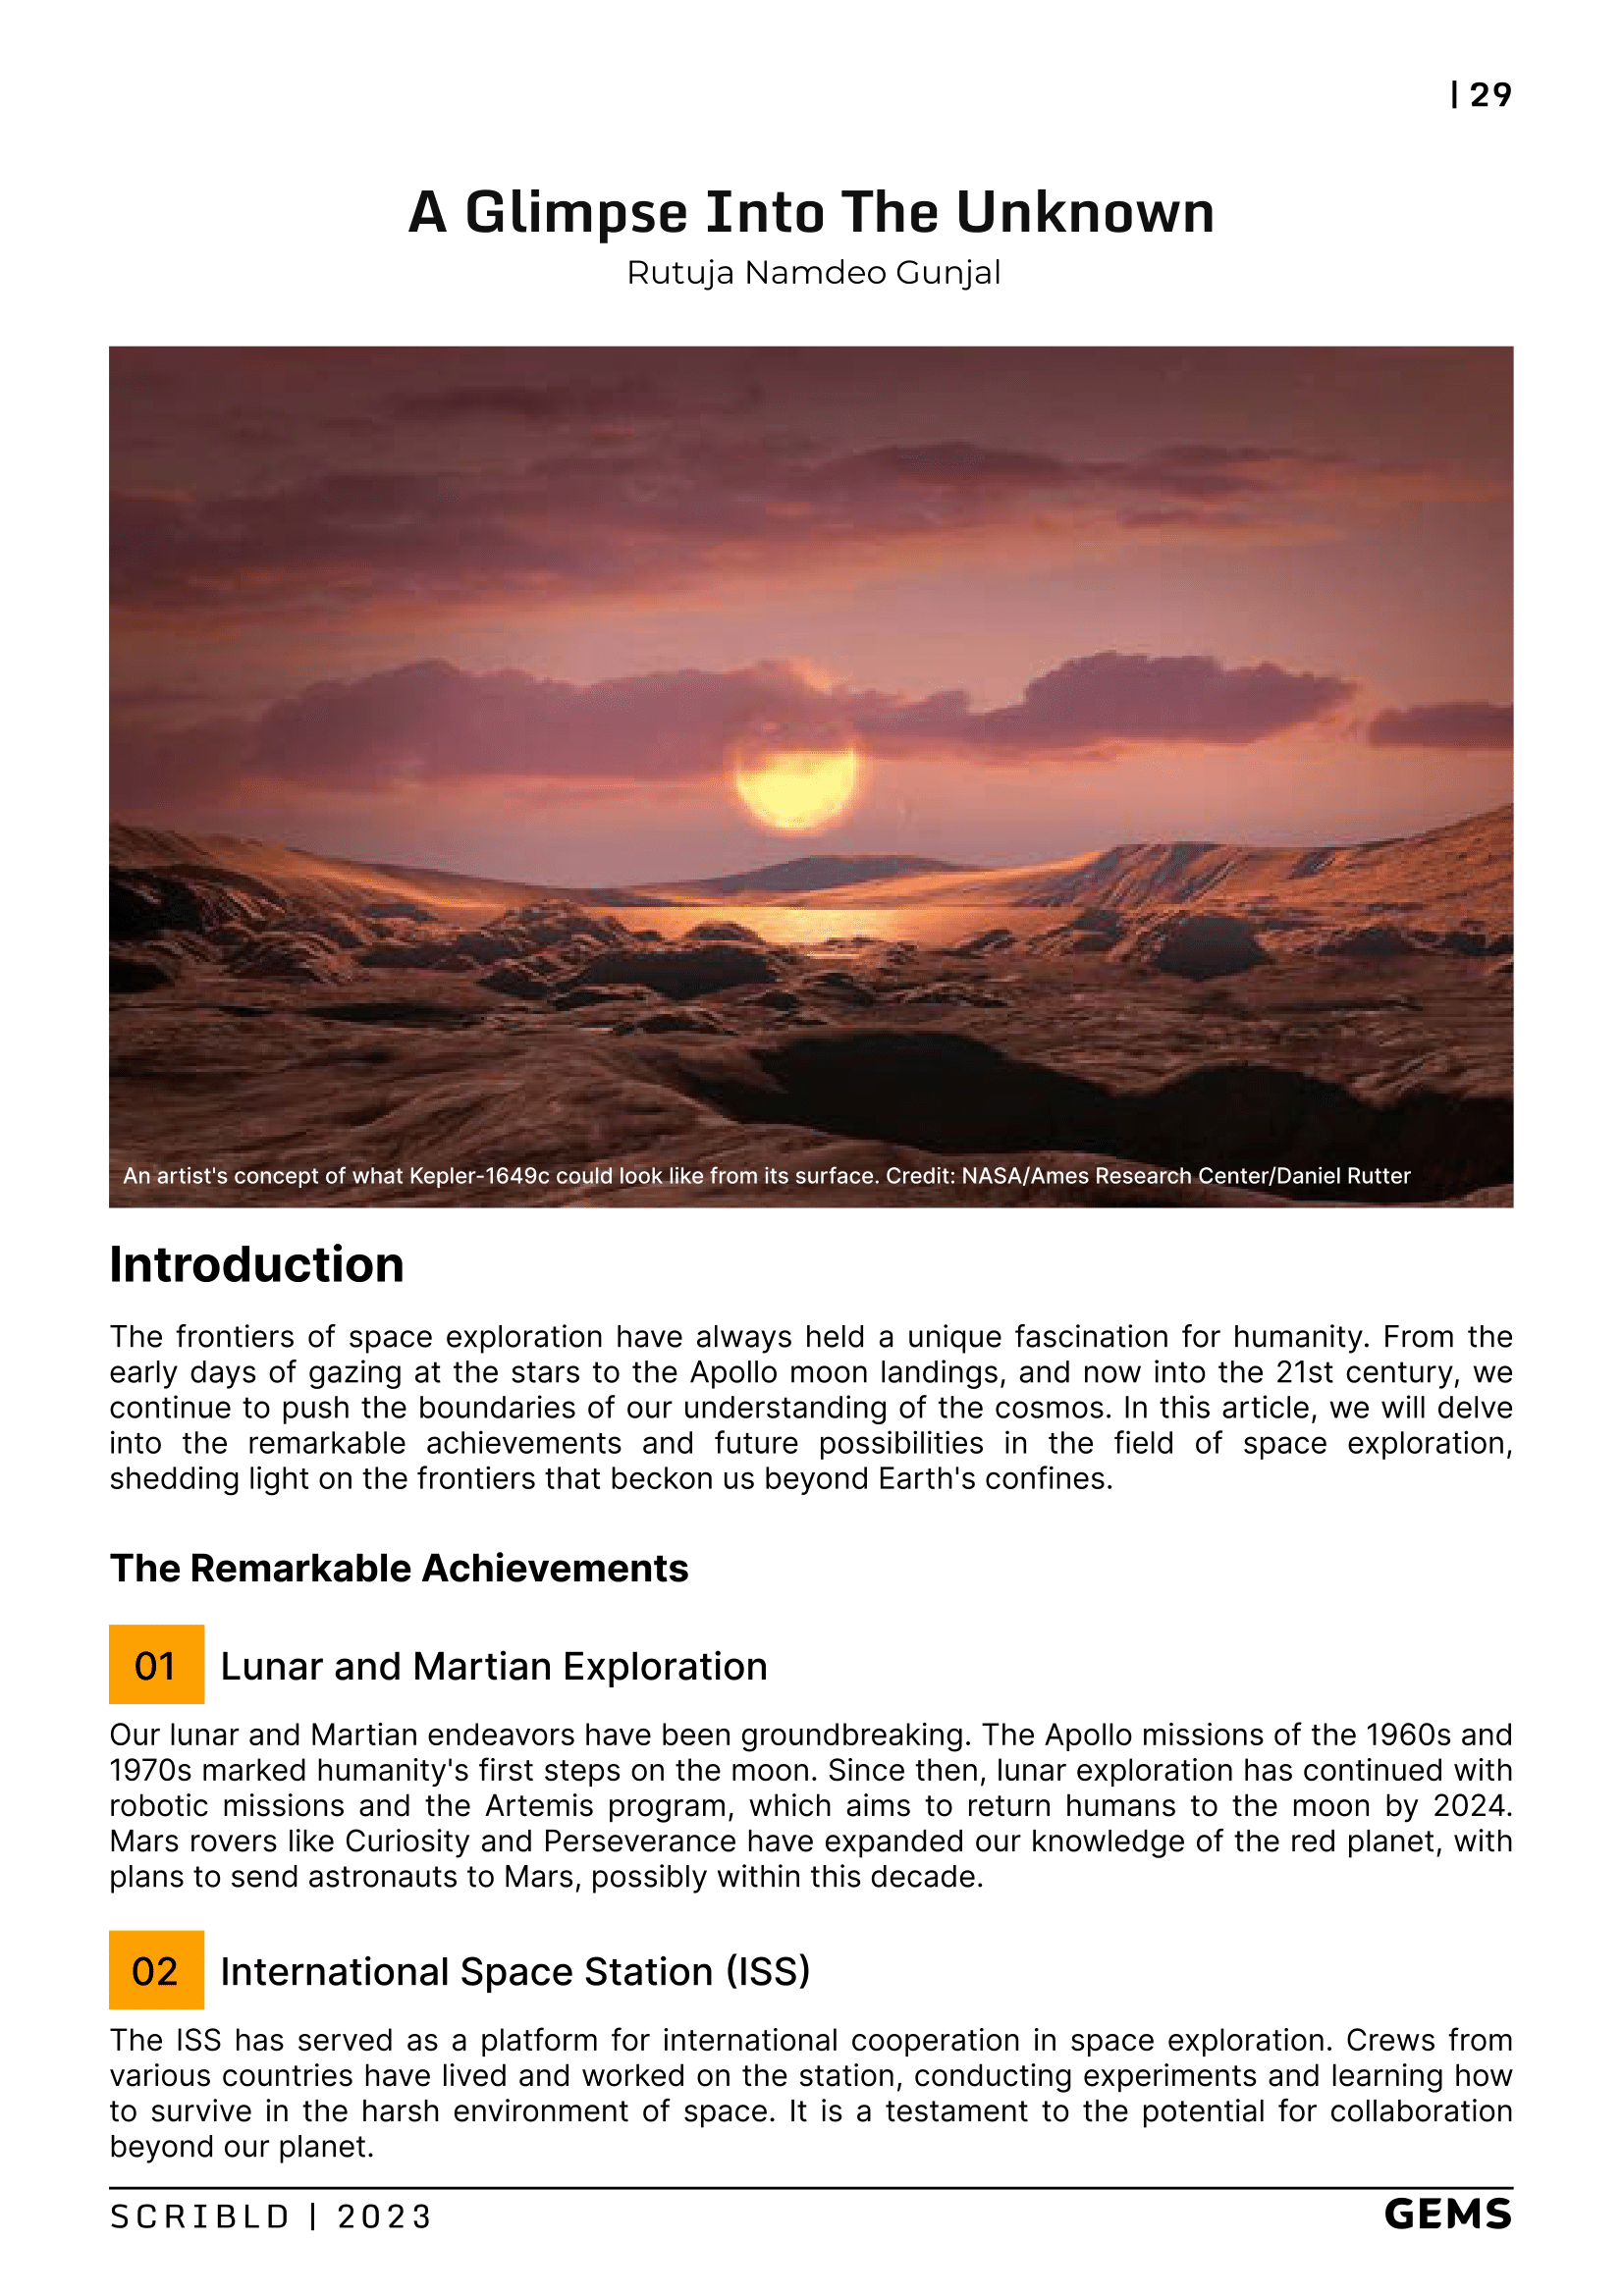 | 29
A Glimpse Into The Unknown
Rutuja Namdeo Gunjal
An artist's concept of what Kepler-1649c could look like from its surface. Credit: NASA/Ames Research Center/Daniel Rutter
Introduction
The frontiers of space exploration have always held a unique fascination for humanity. From the
early days of gazing at the stars to the Apollo moon landings, and now into the 21st century, we
continue to push the boundaries of our understanding of the cosmos. In this article, we will delve
into the remarkable achievements and future possibilities in the field of space exploration,
shedding light on the frontiers that beckon us beyond Earth's confines.
The Remarkable Achievements
01 Lunar and Martian Exploration
Our lunar and Martian endeavors have been groundbreaking. The Apollo missions of the 1960s and
1970s marked humanity's first steps on the moon. Since then, lunar exploration has continued with
robotic missions and the Artemis program, which aims to return humans to the moon by 2024.
Mars rovers like Curiosity and Perseverance have expanded our knowledge of the red planet, with
plans to send astronauts to Mars, possibly within this decade.
02 International Space Station (ISS)
The ISS has served as a platform for international cooperation in space exploration. Crews from
various countries have lived and worked on the station, conducting experiments and learning how
to survive in the harsh environment of space. It is a testament to the potential for collaboration
beyond our planet.
SCRIBLD | 2023
GEMS